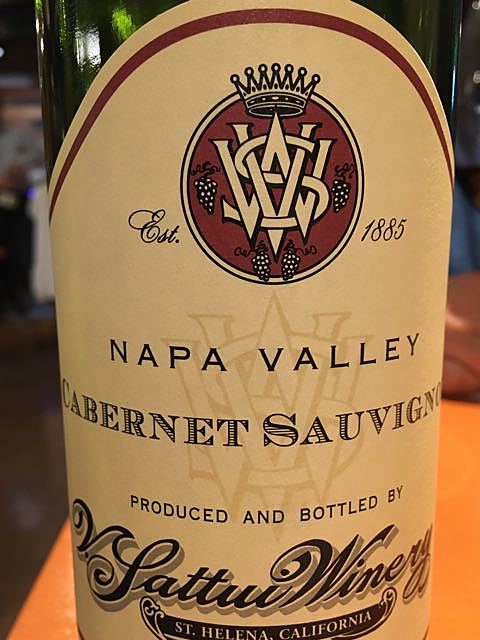 Est. 1885
NAPA VALLEY
CABERNET SAUVIGNO
PRODUCED AND BOTTLED BY
V. Sattui Winery
ST. HELENA, CALIFORNIA